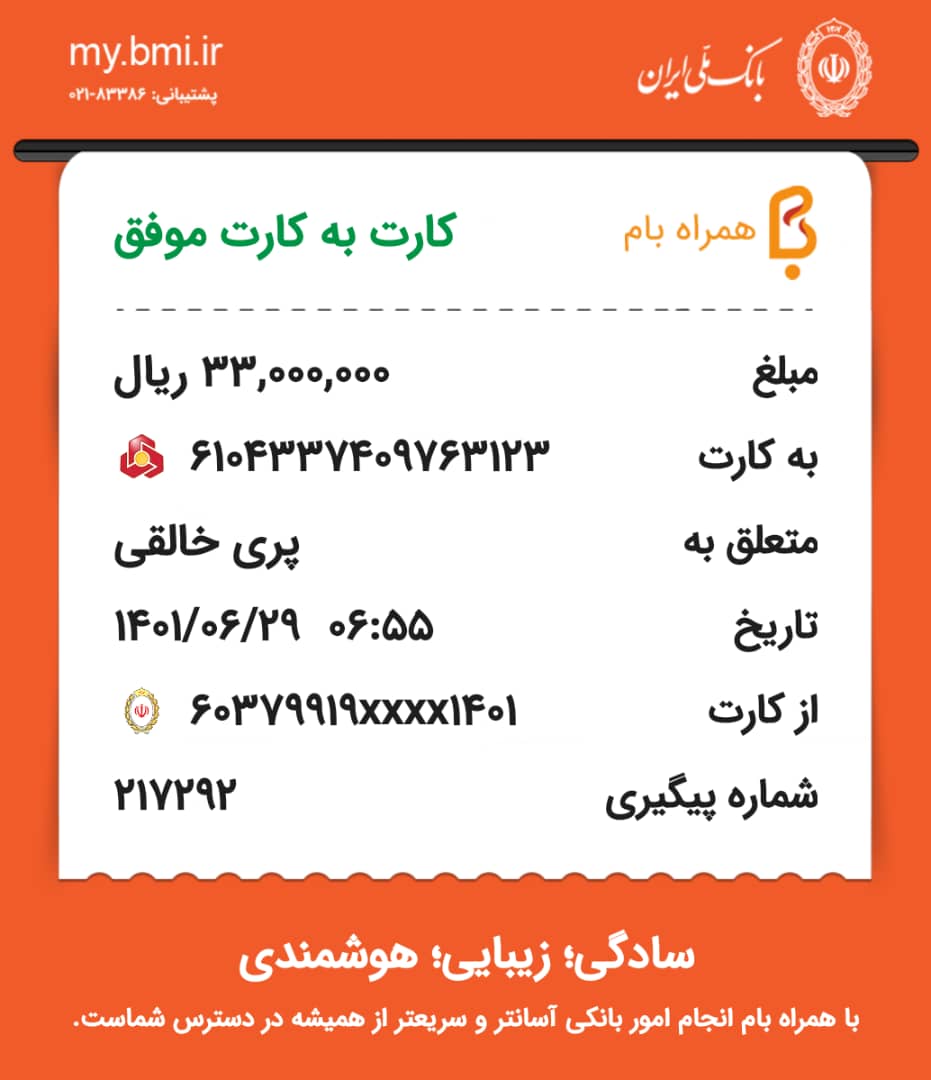 بانک ملی ایران
my.bmi.ir
پشتیبانی: ۸۳۳۸۶-۰۲۱
همراه بام
کارت به کارت موفق
مبلغ ۳۳,۰۰۰,۰۰۰ ریال
به کارت ۶۱۰۴۳۳۷۴۰۹۷۶۳۱۲۳
متعلق به پری خالقی
تاریخ ۱۴۰۱/۰۶/۲۹ ۰۶:۵۵
از کارت ۶۰۳۷۹۹۱۹xxxx۱۴۰۱
شماره پیگیری ۲۱۷۲۹۲
سادگی؛ زیبایی؛ هوشمندی
با همراه بام انجام امور بانکی آسانتر و سریعتر از همیشه در دسترس شماست.